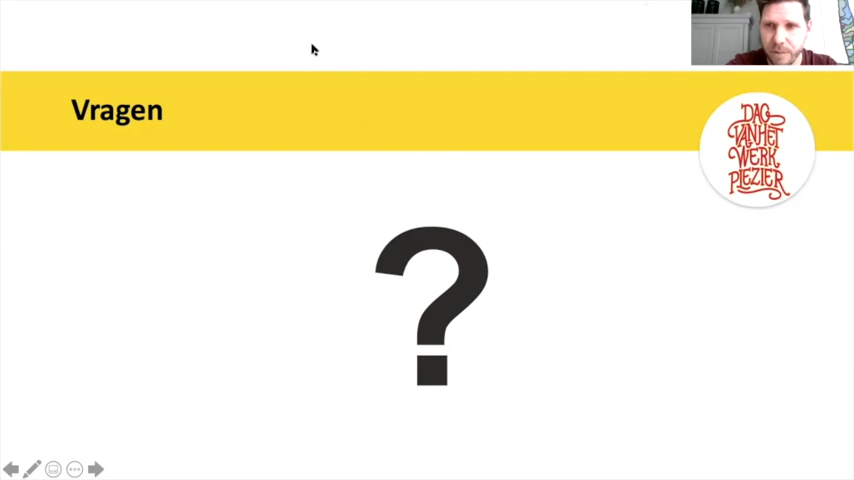 Vragen
DAG
VAN HET
WERK
PLEZIER
?